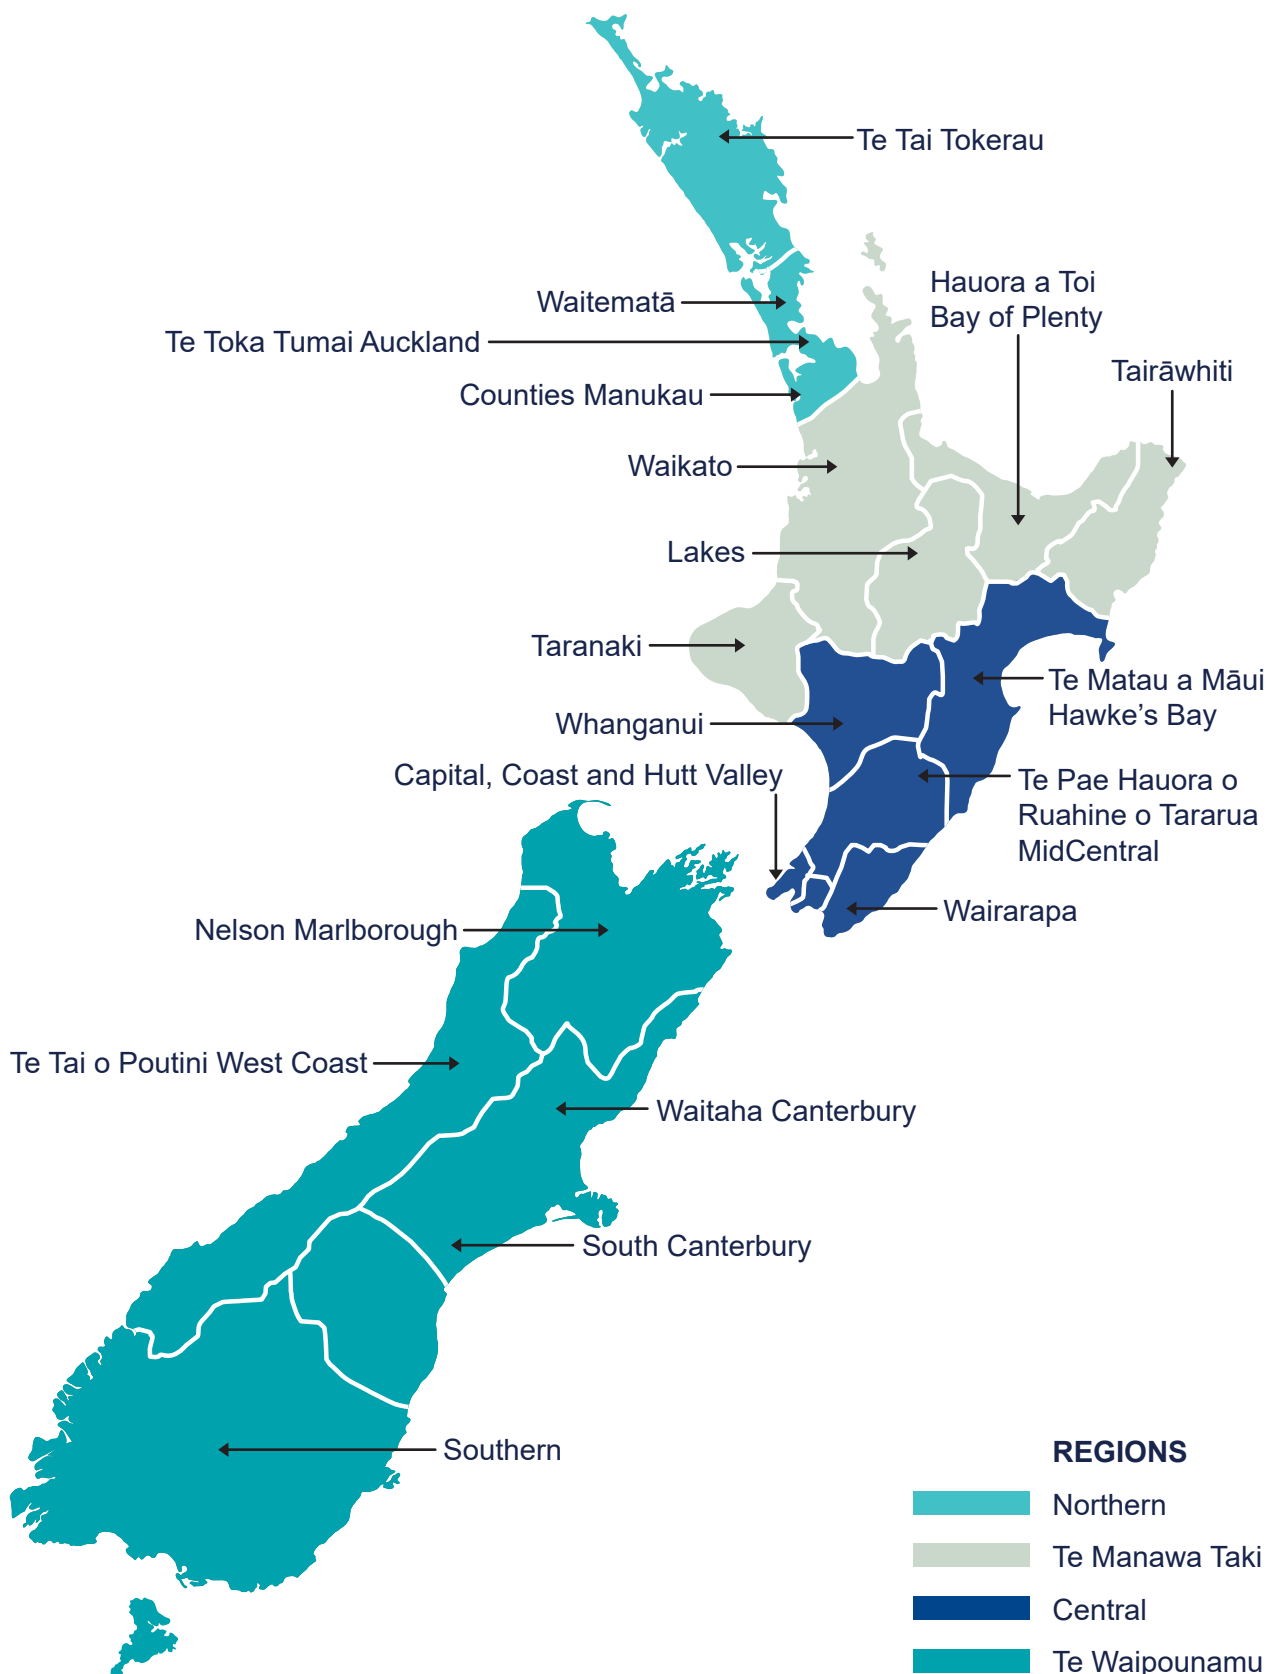 Te Tai Tokerau
Hauora a Toi
Bay of Plenty
Waitematā
Te Toka Tumai Auckland
Tairāwhiti
Counties Manukau
Waikato
Lakes
Taranaki
Te Matau a Māui
Hawke’s Bay
Whanganui
Capital, Coast and Hutt Valley
Te Pae Hauora o
Ruahine o Tararua
MidCentral
Wairarapa
Nelson Marlborough
Te Tai o Poutini West Coast
Waitaha Canterbury
South Canterbury
Southern
REGIONS
Northern
Te Manawa Taki
Central
Te Waipounamu